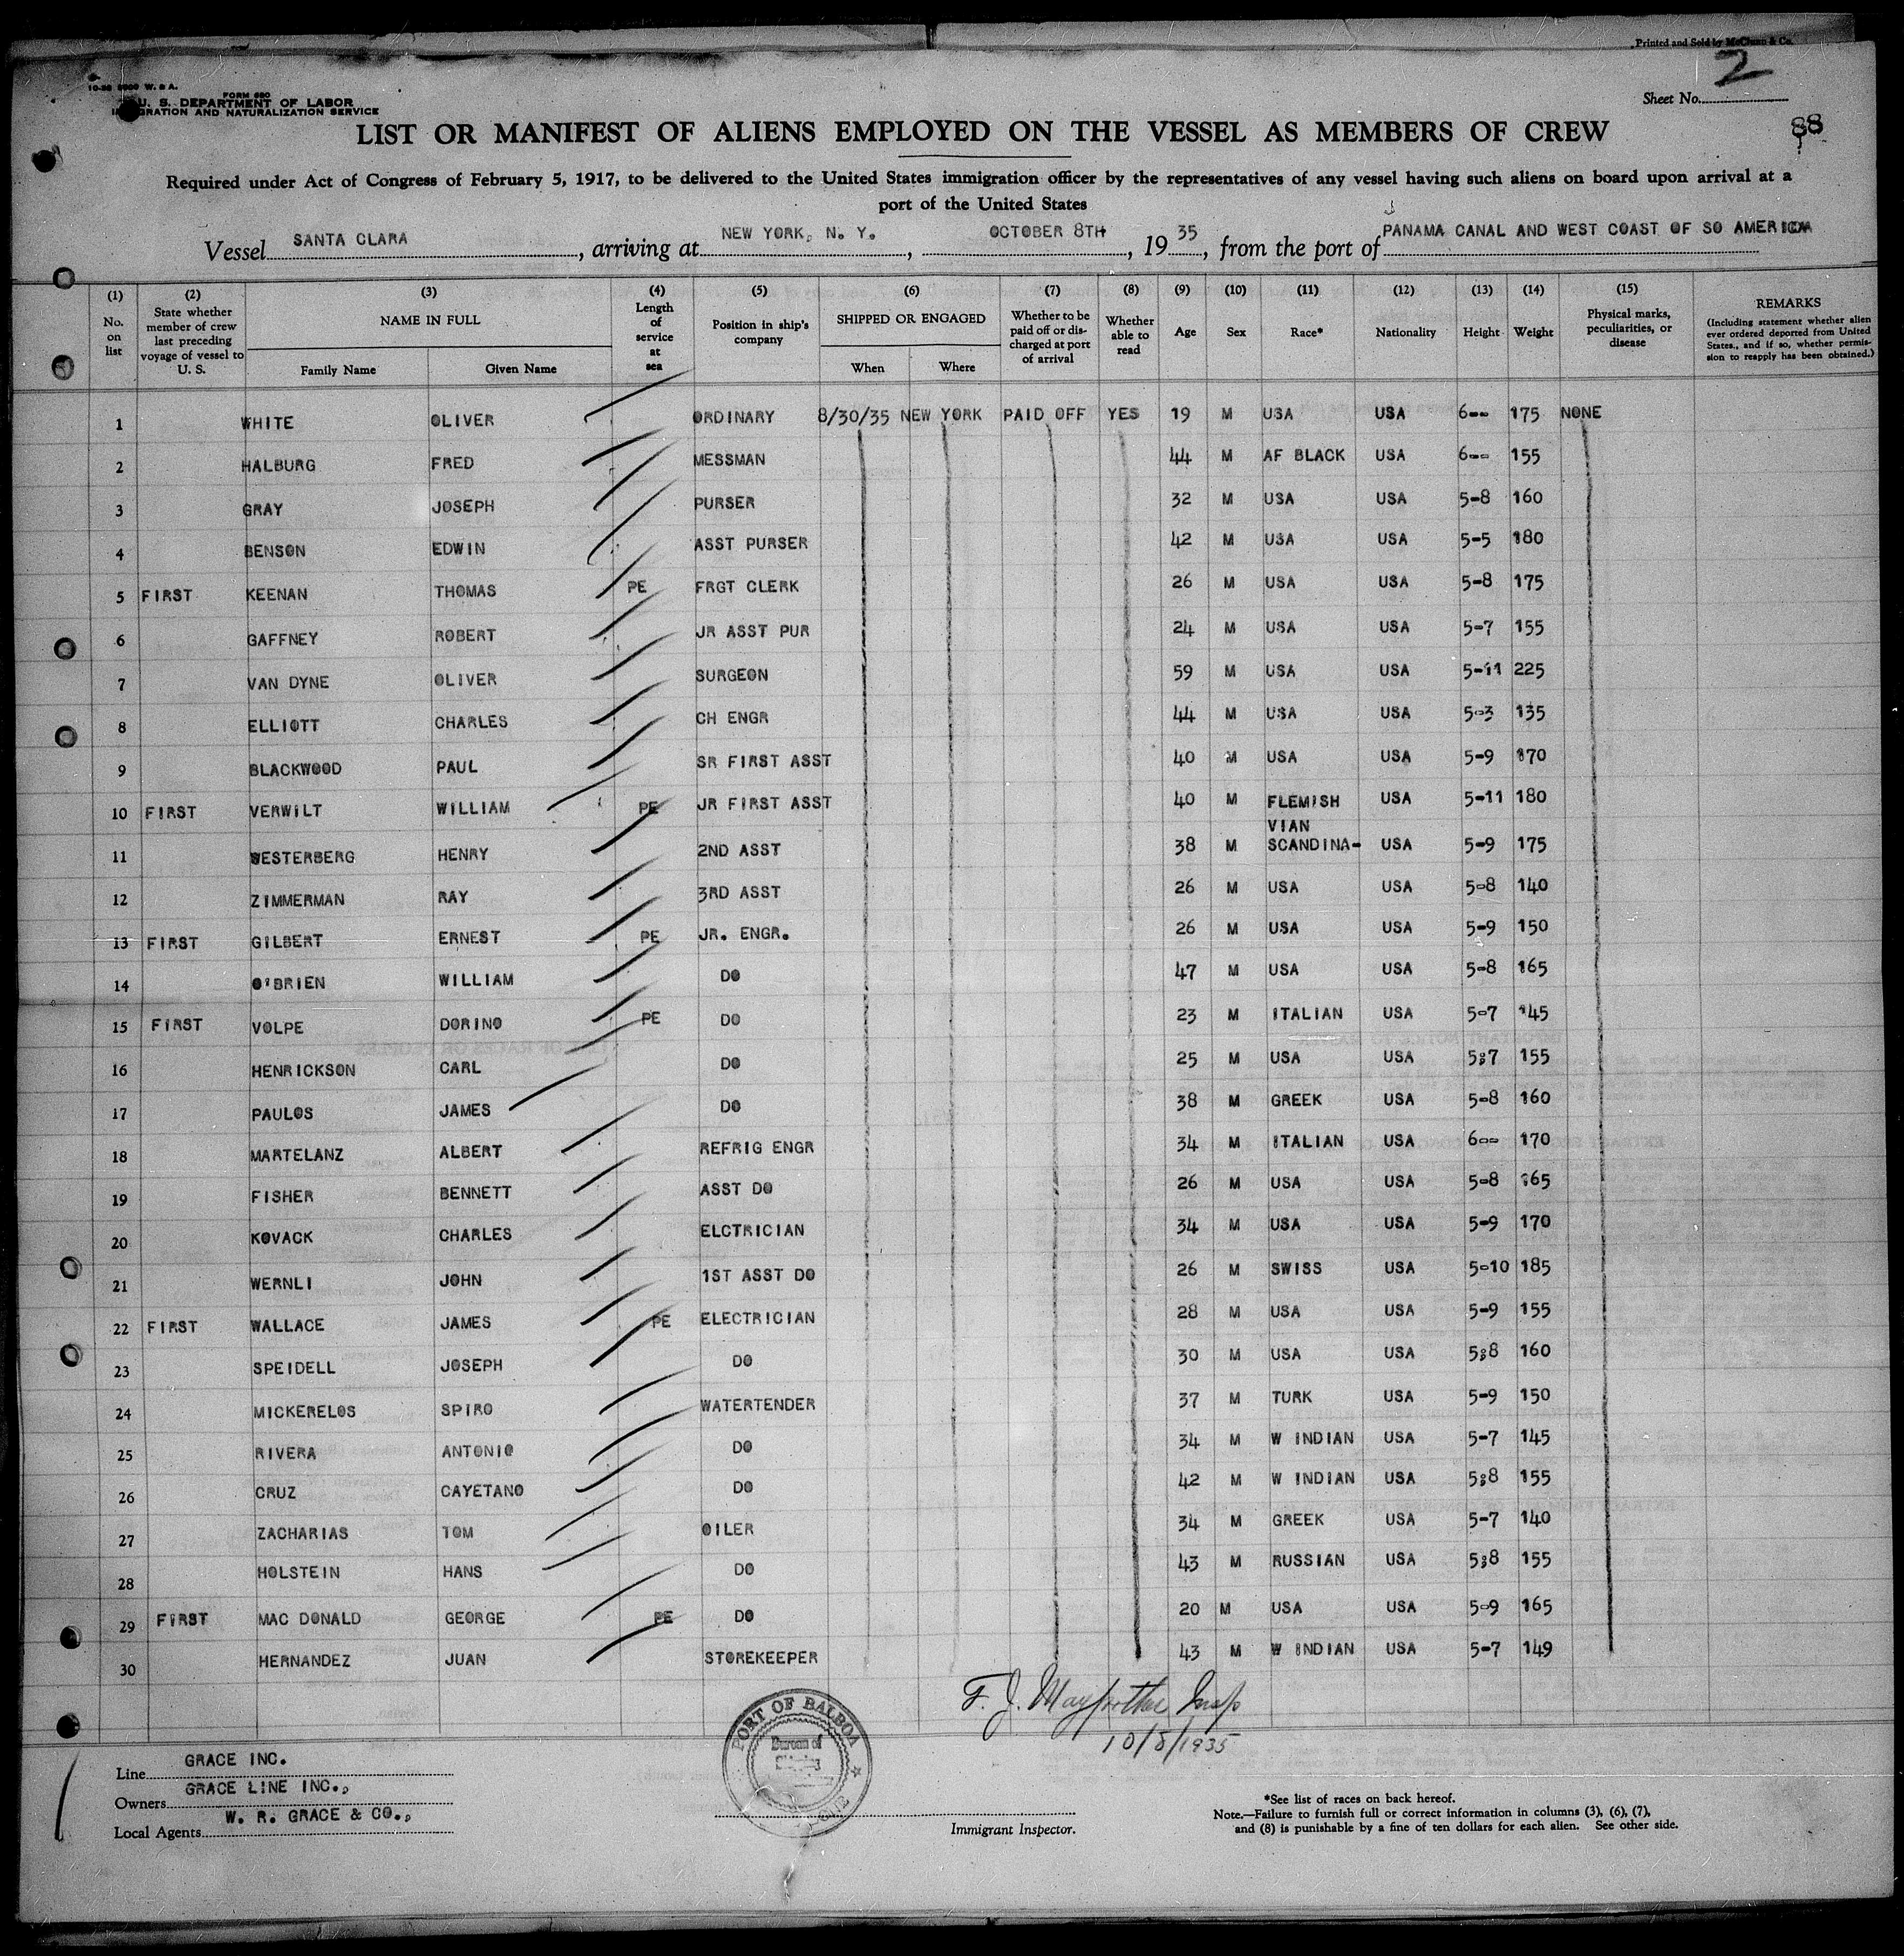 Printed and Sold by McClunn & Co.
2
10-33 2500 W. & A.
FORM 680
U. S. DEPARTMENT OF LABOR
IMMIGRATION AND NATURALIZATION SERVICE
Sheet No.
LIST OR MANIFEST OF ALIENS EMPLOYED ON THE VESSEL AS MEMBERS OF CREW
88
Required under Act of Congress of February 5, 1917, to be delivered to the United States immigration officer by the representatives of any vessel having such aliens on board upon arrival at a
port of the United States
Vessel SANTA CLARA, arriving at NEW YORK, N. Y., OCTOBER 8TH, 1935, from the port of PANAMA CANAL AND WEST COAST OF SO AMERICA
(1) No. on list (2) State whether member of crew last preceding voyage of vessel to U. S. (3) NAME IN FULL Family Name Given Name (4) Length of service at sea (5) Position in ship's company (6) SHIPPED OR ENGAGED When Where (7) Whether to be paid off or discharged at port of arrival (8) Whether able to read (9) Age (10) Sex (11) Race* (12) Nationality (13) Height (14) Weight (15) Physical marks, peculiarities, or disease REMARKS (Including statement whether alien ever ordered deported from United States, and if so, whether permission to reapply has been obtained.)
1 WHITE OLIVER ORDINARY 8/30/35 NEW YORK PAID OFF YES 19 M USA USA 6-- 175 NONE
2 HALBURG FRED MESSMAN 44 M AF BLACK USA 6-- 155
3 GRAY JOSEPH PURSER 32 M USA USA 5-8 160
4 BENSON EDWIN ASST PURSER 42 M USA USA 5-5 180
5 FIRST KEENAN THOMAS PE FRGT CLERK 26 M USA USA 5-8 175
6 GAFFNEY ROBERT JR ASST PUR 24 M USA USA 5-7 155
7 VAN DYNE OLIVER SURGEON 59 M USA USA 5-11 225
8 ELLIOTT CHARLES CH ENGR 44 M USA USA 5-3 135
9 BLACKWOOD PAUL SR FIRST ASST 40 M USA USA 5-9 170
10 FIRST VERWILT WILLIAM PE JR FIRST ASST 40 M FLEMISH USA 5-11 180
11 WESTERBERG HENRY 2ND ASST 38 M SCANDINA-VIAN USA 5-9 175
12 ZIMMERMAN RAY 3RD ASST 26 M USA USA 5-8 140
13 FIRST GILBERT ERNEST PE JR. ENGR. 26 M USA USA 5-9 150
14 O'BRIEN WILLIAM DO 47 M USA USA 5-8 165
15 FIRST VOLPE DORINO PE DO 23 M ITALIAN USA 5-7 145
16 HENRICKSON CARL DO 25 M USA USA 5;7 155
17 PAULOS JAMES DO 38 M GREEK USA 5-8 160
18 MARTELANZ ALBERT REFRIG ENGR 34 M ITALIAN USA 6-- 170
19 FISHER BENNETT ASST DO 26 M USA USA 5-8 165
20 KOVACK CHARLES ELCTRICIAN 34 M USA USA 5-9 170
21 WERNLI JOHN 1ST ASST DO 26 M SWISS USA 5-10 185
22 FIRST WALLACE JAMES PE ELECTRICIAN 28 M USA USA 5-9 155
23 SPEIDELL JOSEPH DO 30 M USA USA 5;8 160
24 MICKERELOS SPIRO WATERTENDER 37 M TURK USA 5-9 150
25 RIVERA ANTONIO DO 34 M W INDIAN USA 5-7 145
26 CRUZ CAYETANO DO 42 M W INDIAN USA 5;8 155
27 ZACHARIAS TOM OILER 34 M GREEK USA 5-7 140
28 HOLSTEIN HANS DO 43 M RUSSIAN USA 5;8 155
29 FIRST MAC DONALD GEORGE PE DO 20 M USA USA 5-9 165
30 HERNANDEZ JUAN STOREKEEPER 43 M W INDIAN USA 5-7 149
PORT OF BALBOA
Bureau of
F. J. Insp
10/8/1935
Line GRACE INC.
Owners GRACE LINE INC.,
Local Agents W. R. GRACE & CO.,
Immigrant Inspector.
*See list of races on back hereof.
Note.—Failure to furnish full or correct information in columns (3), (6), (7),
and (8) is punishable by a fine of ten dollars for each alien. See other side.